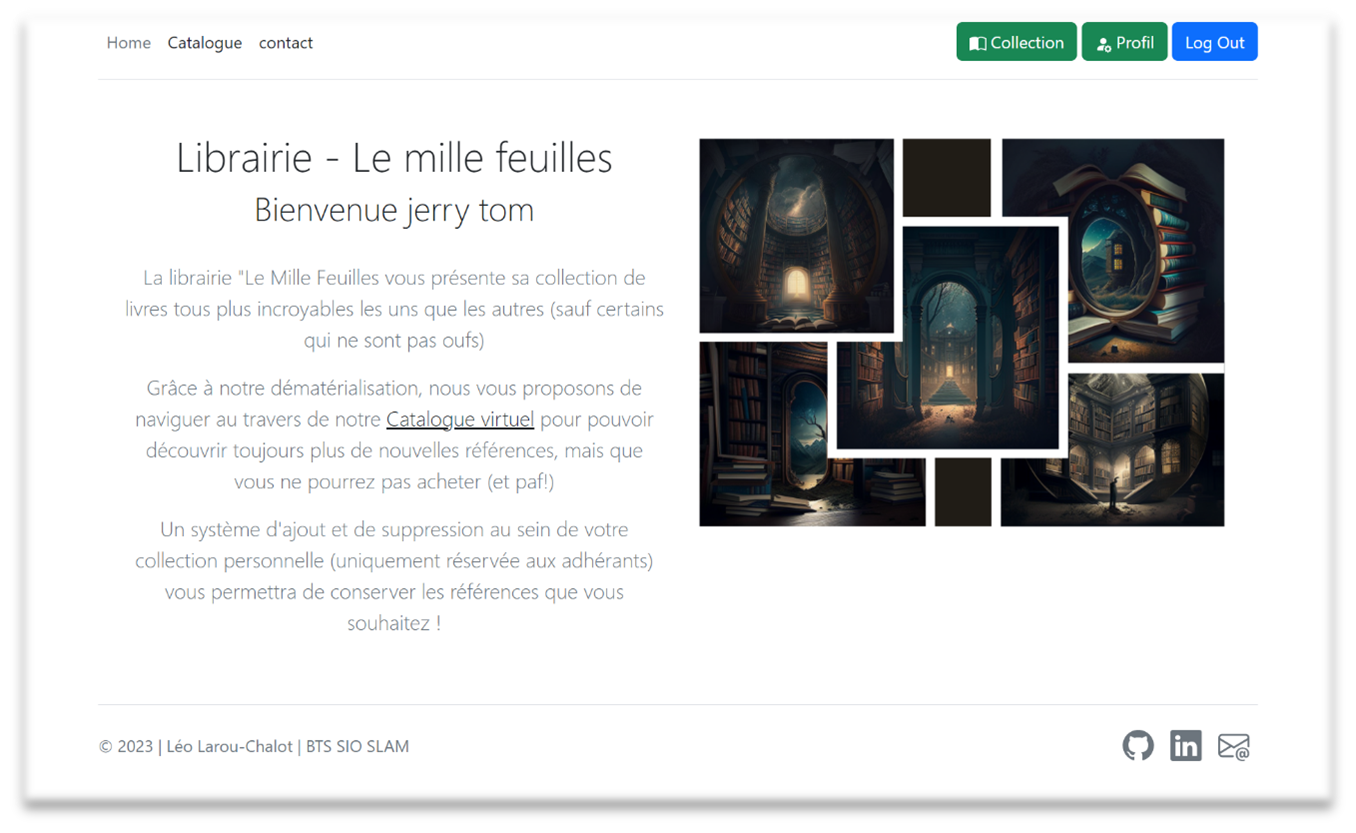 Home Catalogue contact Collection Profil Log Out
Librairie - Le mille feuilles
Bienvenue jerry tom
La librairie "Le Mille Feuilles vous présente sa collection de
livres tous plus incroyables les uns que les autres (sauf certains
qui ne sont pas oufs)
Grâce à notre dématérialisation, nous vous proposons de
naviguer au travers de notre Catalogue virtuel pour pouvoir
découvrir toujours plus de nouvelles références, mais que
vous ne pourrez pas acheter (et paf!)
Un système d'ajout et de suppression au sein de votre
collection personnelle (uniquement réservée aux adhérants)
vous permettra de conserver les références que vous
souhaitez !
© 2023 | Léo Larou-Chalot | BTS SIO SLAM
in